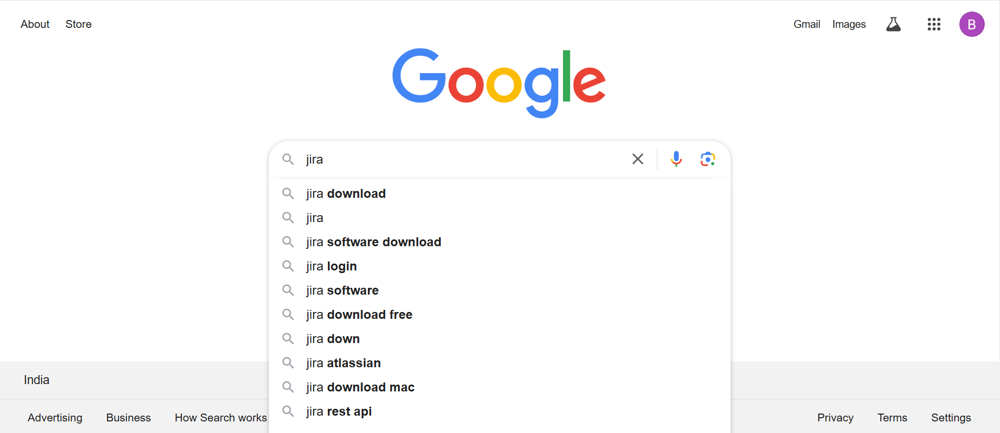 About Store Gmail Images B
Google
jira
jira download
jira
jira software download
jira login
jira software
jira download free
jira down
jira atlassian
jira download mac
jira rest api
India
Advertising Business How Search works Privacy Terms Settings